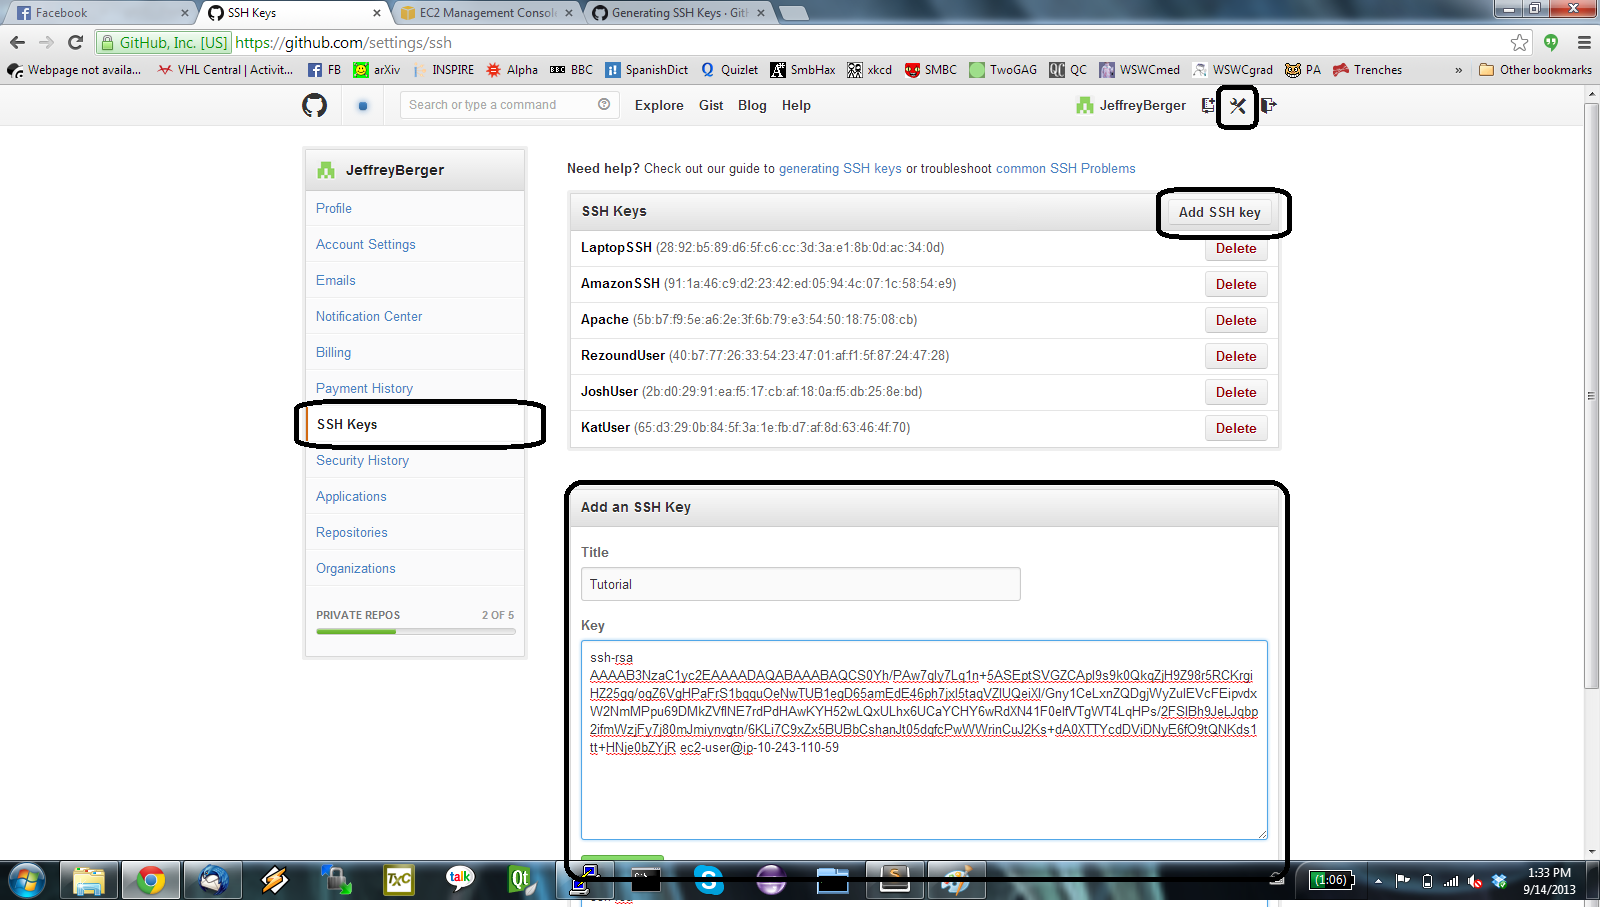 Facebook
SSH Keys
EC2 Management Console
Generating SSH Keys · Git
GitHub, Inc. [US]
https://github.com/settings/ssh
Webpage not availa...
VHL Central | Activit...
FB
arXiv
INSPIRE
Alpha
BBC
SpanishDict
Quizlet
SmbHax
xkcd
SMBC
TwoGAG
QC
WSWCmed
WSWCgrad
PA
Trenches
»
Other bookmarks
Search or type a command
Explore
Gist
Blog
Help
JeffreyBerger
JeffreyBerger
Profile
Account Settings
Emails
Notification Center
Billing
Payment History
SSH Keys
Security History
Applications
Repositories
Organizations
PRIVATE REPOS 2 OF 5
Need help? Check out our guide to generating SSH keys or troubleshoot common SSH Problems
SSH Keys
Add SSH key
LaptopSSH (28:92:b5:89:d6:5f:c6:cc:3d:3a:e1:8b:0d:ac:34:0d)
Delete
AmazonSSH (91:1a:46:c9:d2:23:42:ed:05:94:4c:07:1c:58:54:e9)
Delete
Apache (5b:b7:f9:5e:a6:2e:3f:6b:79:e3:54:50:18:75:08:cb)
Delete
RezoundUser (40:b7:77:26:33:54:23:47:01:af:f1:5f:87:24:47:28)
Delete
JoshUser (2b:d0:29:91:ea:f5:17:cb:af:18:0a:f5:db:25:8e:bd)
Delete
KatUser (65:d3:29:0b:84:5f:3a:1e:fb:d7:af:8d:63:46:4f:70)
Delete
Add an SSH Key
Title
Tutorial
Key
ssh-rsa
ec2-user@ip-10-243-110-59
TxC
talk
Qt
(1:06)
1:33 PM
9/14/2013